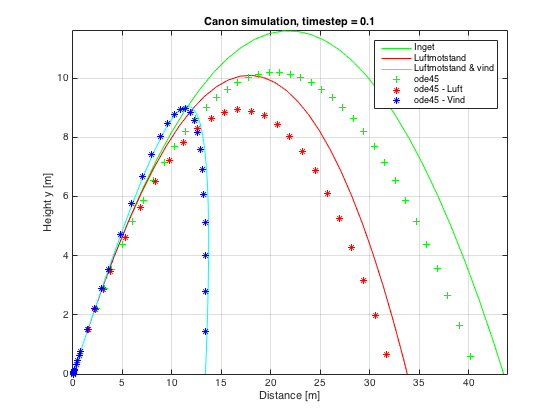 Canon simulation, timestep = 0.1
Inget
Luftmotstand
Luftmotstand & vind
ode45
ode45 - Luft
ode45 - Vind
Height y [m]
10
8
6
4
2
0
0 5 10 15 20 25 30 35 40
Distance [m]